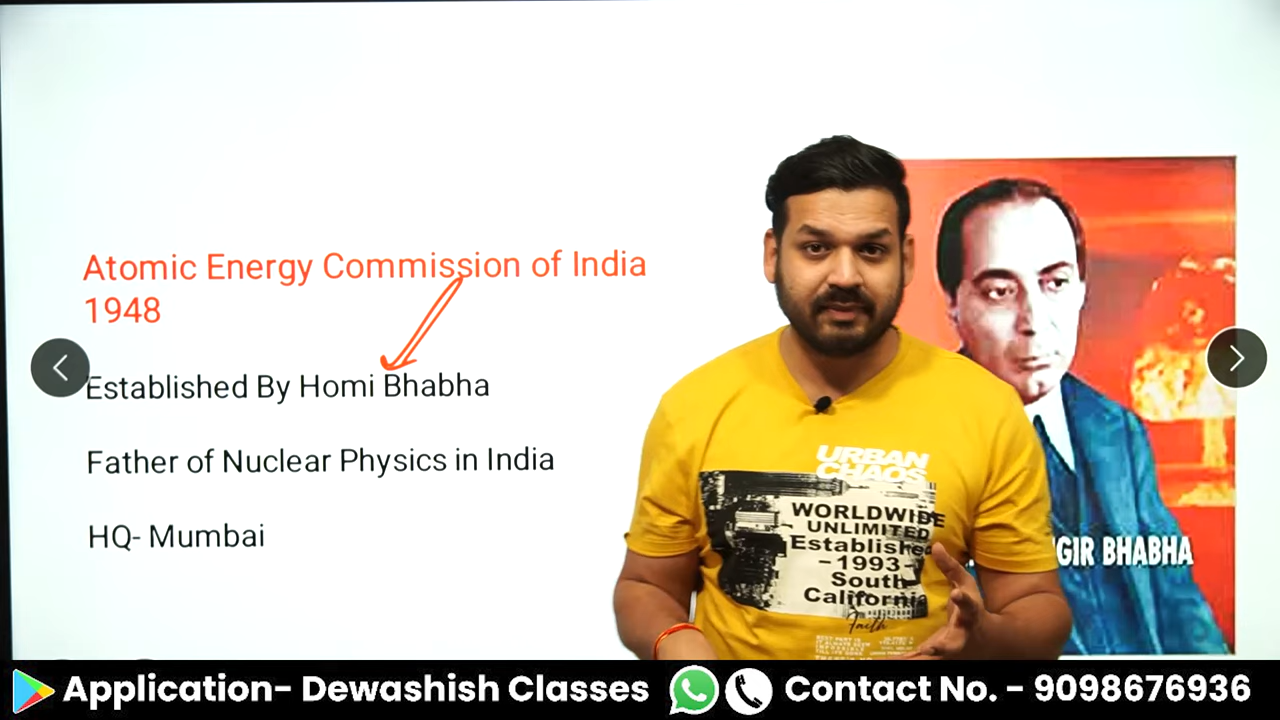 Atomic Energy Commission of India
1948
Established By Homi Bhabha
Father of Nuclear Physics in India
HQ- Mumbai
GIR BHABHA
URBAN
CHAOS
WORLDWIDE
UNLIMITED
Established
-1993-
South
California
Faith
Application- Dewashish Classes
Contact No. - 9098676936